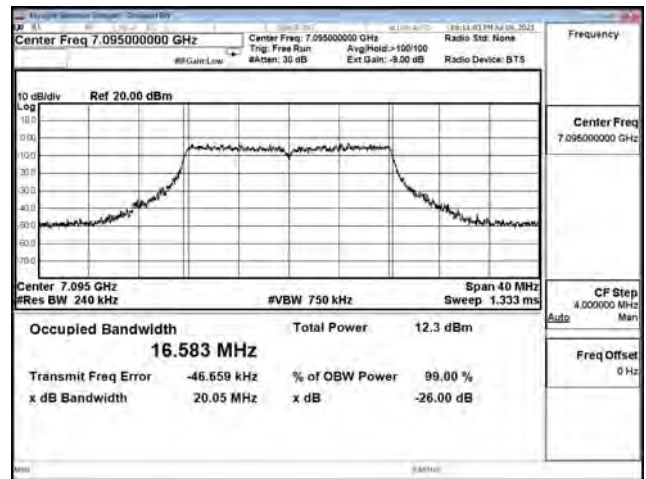 Center Freq 7.095000000 GHz
#IFGain:Low
Center Freq: 7.095000000 GHz
Trig: Free Run
Avg|Hold:>100/100
#Atten: 30 dB
Ext Gain: -9.00 dB
Radio Std: None
Radio Device: BTS
Frequency
10 dB/div
Ref 20.00 dBm
Log
10.0
0.00
-10.0
-20.0
-30.0
-40.0
-50.0
-60.0
-70.0
Center 7.095 GHz
Span 40 MHz
#Res BW 240 kHz
#VBW 750 kHz
Sweep 1.333 ms
Occupied Bandwidth
16.583 MHz
Total Power 12.3 dBm
Transmit Freq Error -46.659 kHz
% of OBW Power 99.00 %
x dB Bandwidth 20.05 MHz
x dB -26.00 dB
Center Freq
7.095000000 GHz
CF Step
4.000000 MHz
Auto Man
Freq Offset
0 Hz
MSG
STATUS